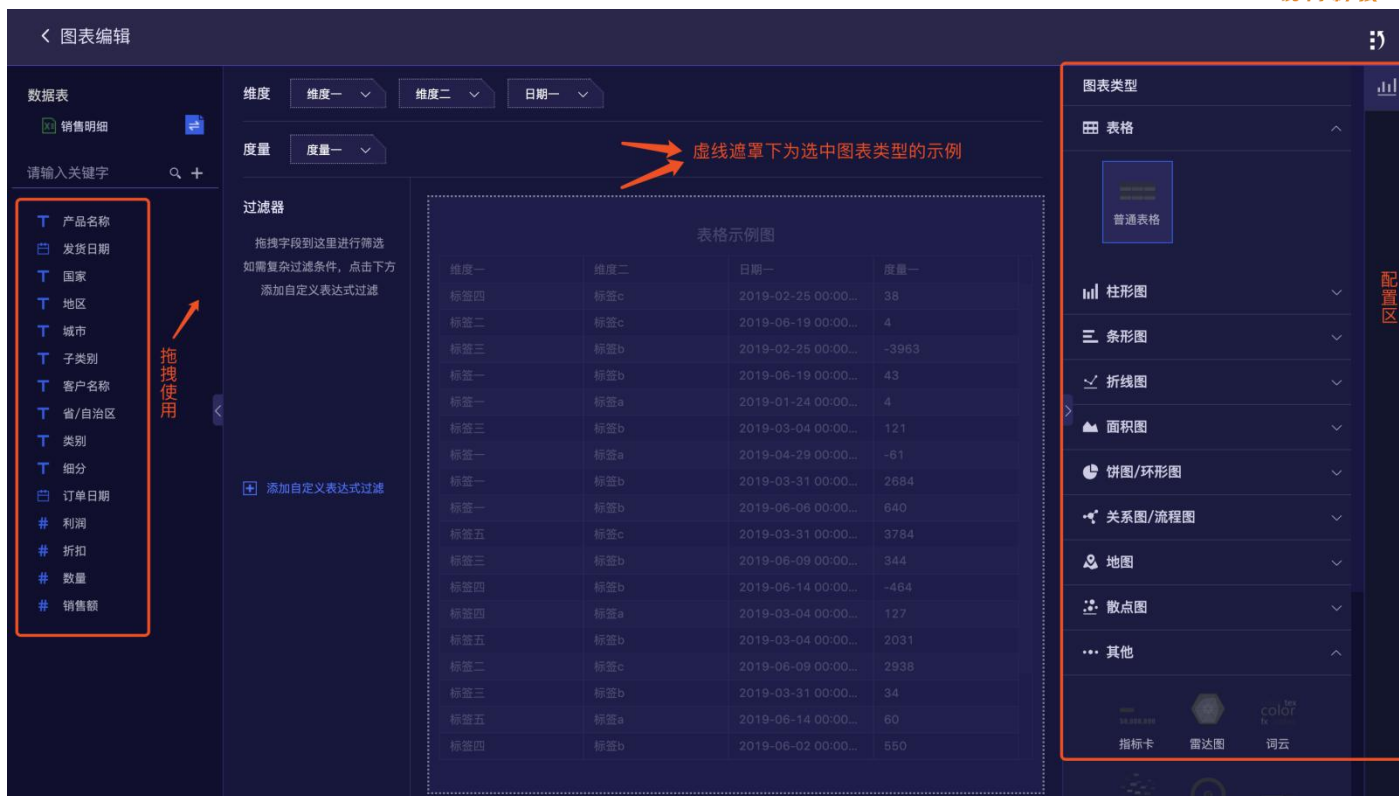 图表编辑
数据表
销售明细
请输入关键字
产品名称
发货日期
国家
地区
城市
子类别
客户名称
省/自治区
类别
细分
订单日期
利润
折扣
数量
销售额
拖拽使用
维度 维度一 维度二 日期一
度量 度量一
虚线遮罩下为选中图表类型的示例
过滤器
拖拽字段到这里进行筛选
如需复杂过滤条件，点击下方
添加自定义表达式过滤
添加自定义表达式过滤
表格示例图
维度一 维度二 日期一 度量一
标签四 标签c 2019-02-25 00:00... 38
标签二 标签c 2019-06-19 00:00... 4
标签三 标签b 2019-02-25 00:00... -3963
标签一 标签b 2019-06-19 00:00... 43
标签一 标签a 2019-01-24 00:00... 4
标签三 标签b 2019-03-04 00:00... 121
标签一 标签a 2019-04-29 00:00... -61
标签一 标签b 2019-03-31 00:00... 2684
标签一 标签b 2019-06-06 00:00... 640
标签五 标签c 2019-03-31 00:00... 3784
标签三 标签b 2019-06-09 00:00... 344
标签四 标签b 2019-06-14 00:00... -464
标签四 标签a 2019-03-04 00:00... 127
标签五 标签b 2019-03-04 00:00... 2031
标签二 标签c 2019-06-09 00:00... 2938
标签三 标签b 2019-03-31 00:00... 34
标签五 标签a 2019-06-14 00:00... 60
标签四 标签b 2019-06-02 00:00... 550
图表类型
表格
普通表格
柱形图
条形图
折线图
面积图
饼图/环形图
关系图/流程图
地图
散点图
其他
color
指标卡 雷达图 词云
配置区